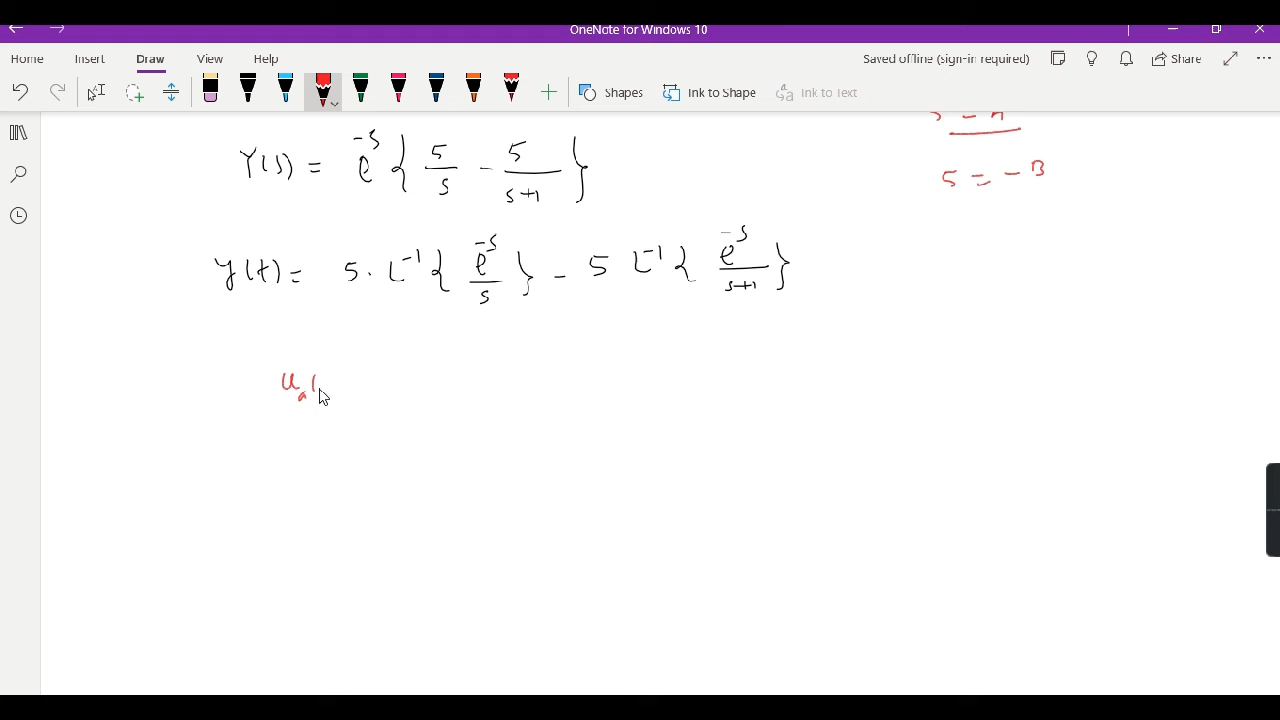 OneNote for Windows 10
Home Insert Draw View Help Saved offline (sign-in required) Share
Shapes Ink to Shape Ink to Text
5 = A
Y(s) = e^{-s} { 5/s - 5/(s+1) }
5 = - B
y(t) = 5 · L^{-1} { e^{-s}/s } - 5 L^{-1} { e^{-s}/(s+1) }
u_a(